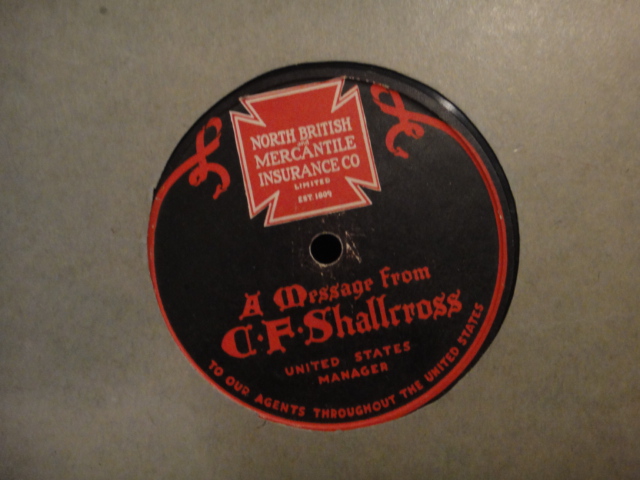 NORTH BRITISH
AND
MERCANTILE
INSURANCE CO
LIMITED
EST. 1809
A Message From
C·F·Shallcross
UNITED STATES
MANAGER
TO OUR AGENTS THROUGHOUT THE UNITED STATES